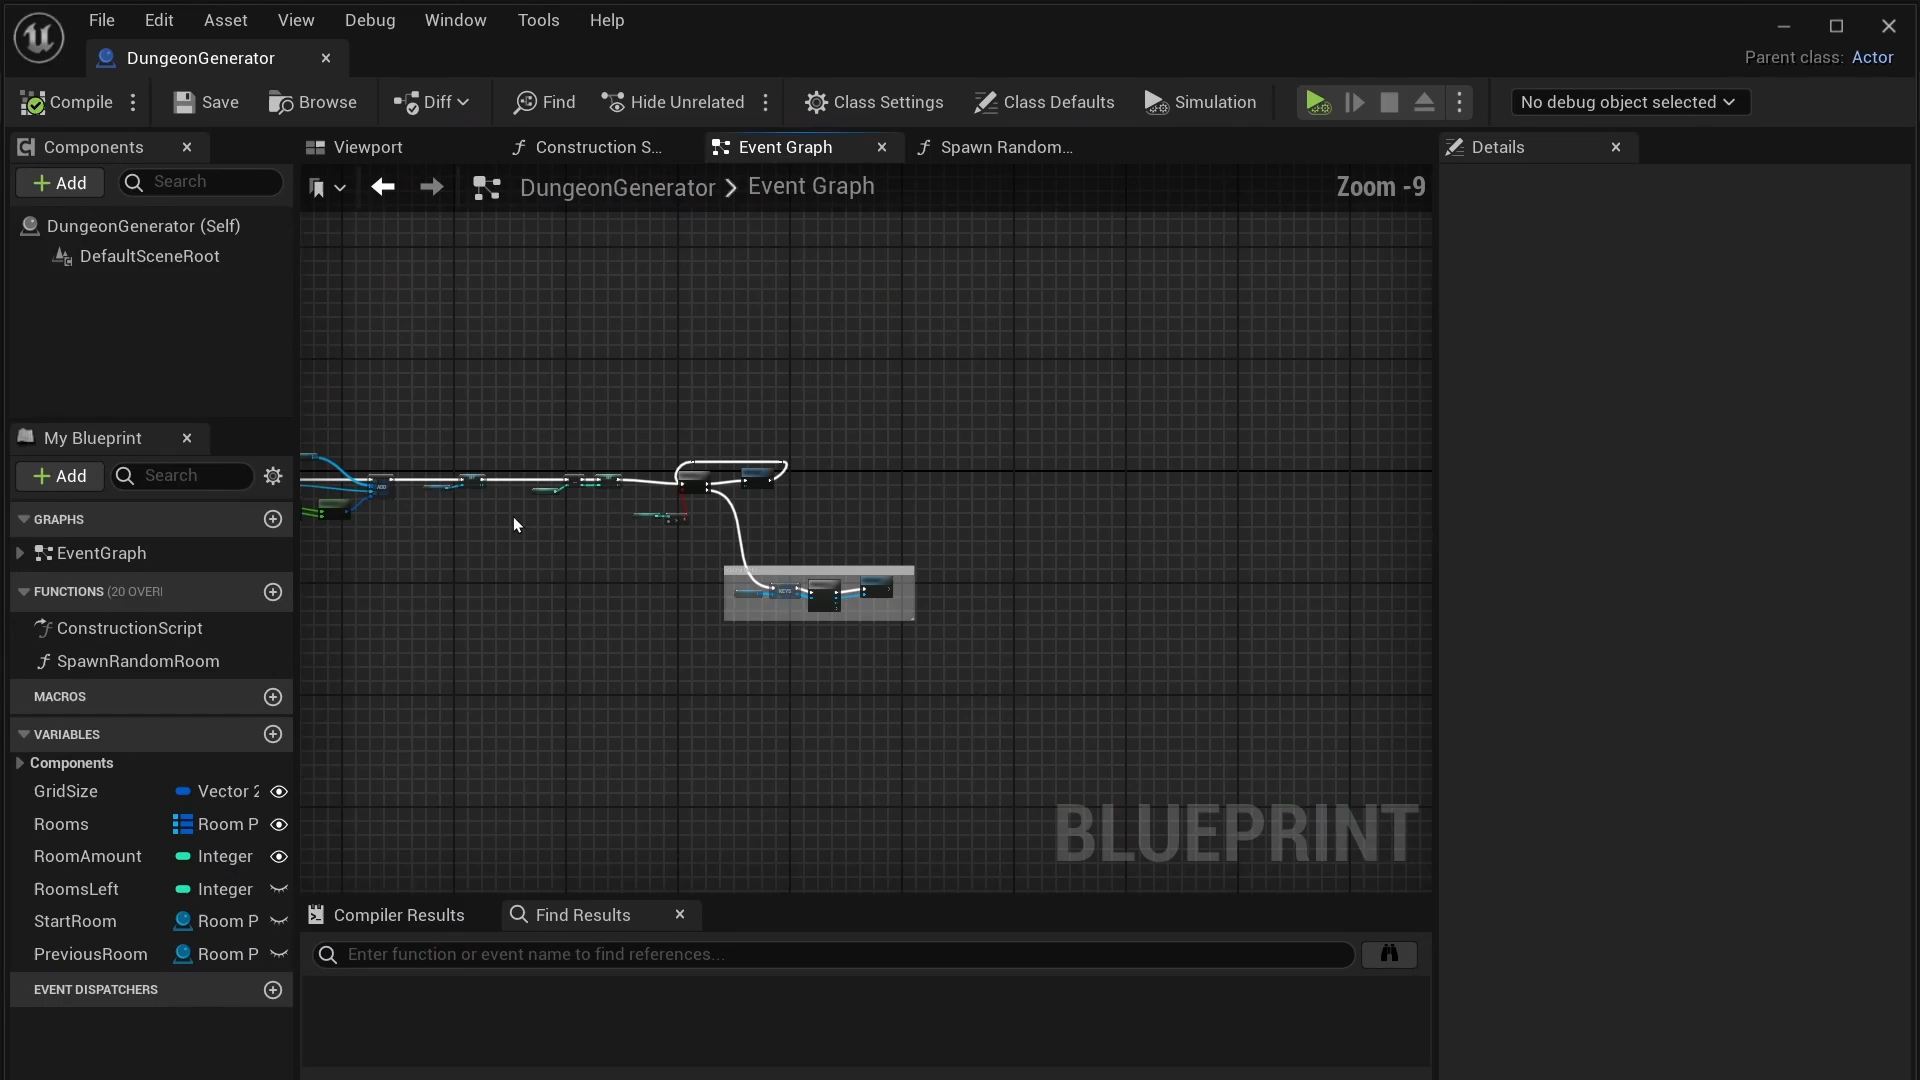 File Edit Asset View Debug Window Tools Help
DungeonGenerator
Parent class: Actor
Compile Save Browse Diff Find Hide Unrelated Class Settings Class Defaults Simulation No debug object selected
Components Viewport Construction S... Event Graph Spawn Random... Details
Add Search
DungeonGenerator > Event Graph Zoom -9
DungeonGenerator (Self)
DefaultSceneRoot
My Blueprint
Add Search
GRAPHS
EventGraph
FUNCTIONS (20 OVERI
ConstructionScript
SpawnRandomRoom
MACROS
VARIABLES
Components
GridSize Vector 2
Rooms Room P
RoomAmount Integer
RoomsLeft Integer
StartRoom Room P
PreviousRoom Room P
EVENT DISPATCHERS
ADD
KEYS
BLUEPRINT
Compiler Results Find Results
Enter function or event name to find references...